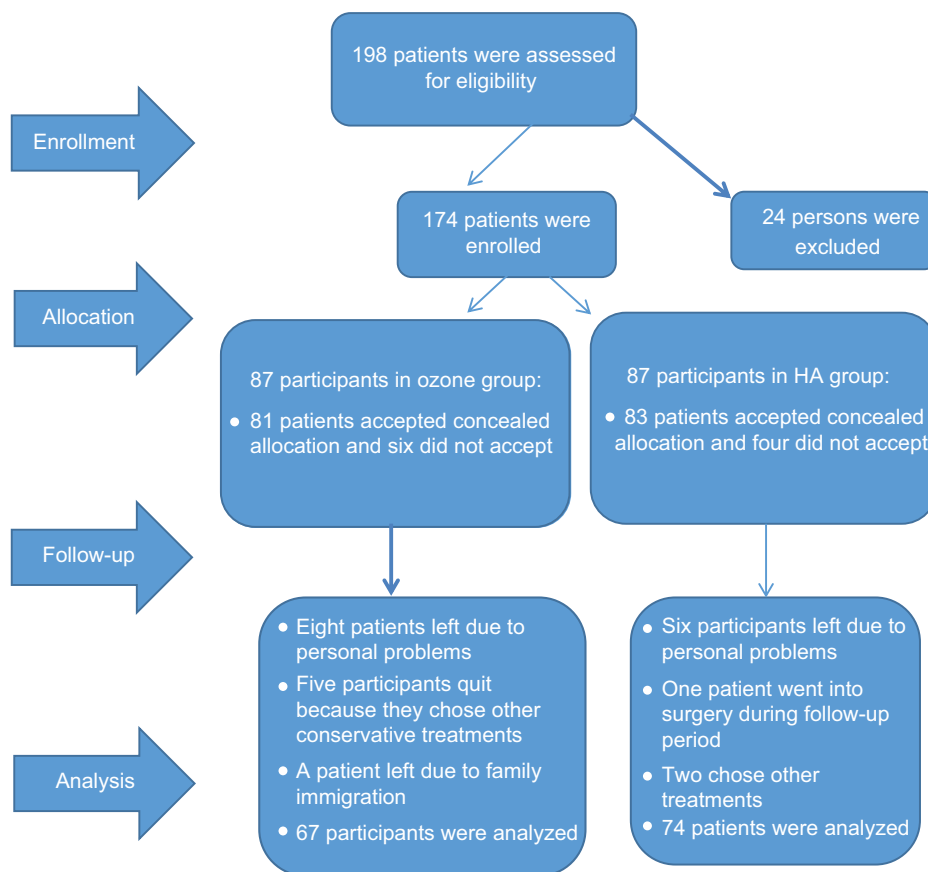 198 patients were assessed
for eligibility
Enrollment
174 patients were
enrolled
24 persons were
excluded
Allocation
87 participants in ozone group:
• 81 patients accepted concealed
allocation and six did not accept
87 participants in HA group:
• 83 patients accepted concealed
allocation and four did not accept
Follow-up
• Eight patients left due to
personal problems
• Five participants quit
because they chose other
conservative treatments
• A patient left due to family
immigration
• 67 participants were analyzed
• Six participants left due to
personal problems
• One patient went into
surgery during follow-up
period
• Two chose other
treatments
• 74 patients were analyzed
Analysis